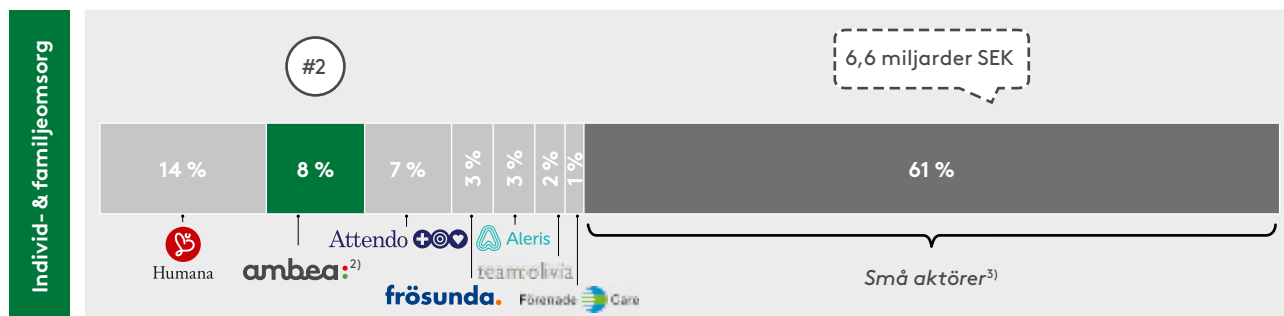 Individ- & familjeomsorg
#2
6,6 miljarder SEK
14 %
8 %
7 %
3 %
3 %
2 %
1 %
61 %
Humana
ambea:2)
Attendo
frösunda.
Aleris
teamolivia
Förenade Care
Små aktörer3)